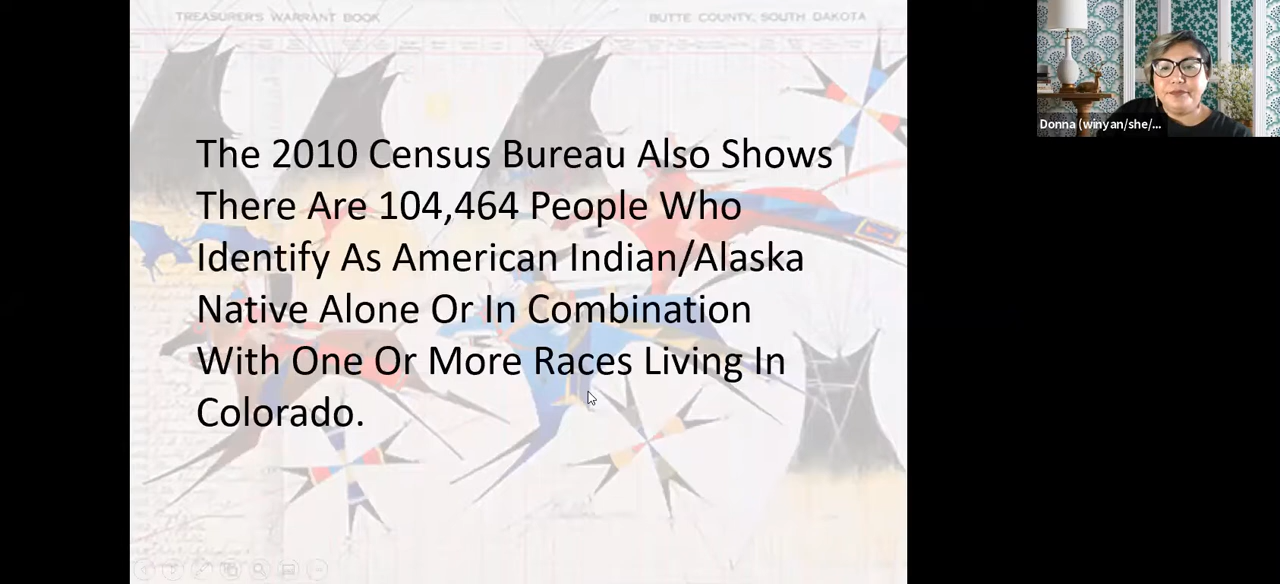 TREASURER'S WARRANT BOOK
BUTTE COUNTY, SOUTH DAKOTA
The 2010 Census Bureau Also Shows
There Are 104,464 People Who
Identify As American Indian/Alaska
Native Alone Or In Combination
With One Or More Races Living In
Colorado.
Donna (winyan/she/...